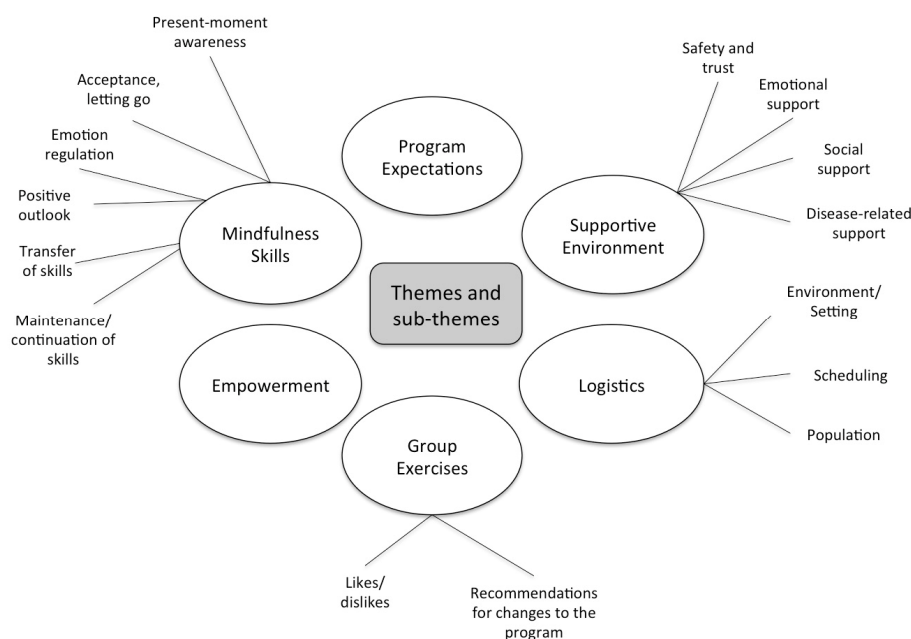 Present-moment
awareness
Acceptance,
letting go
Emotion
regulation
Positive
outlook
Transfer
of skills
Maintenance/
continuation of
skills
Mindfulness
Skills
Program
Expectations
Safety and
trust
Emotional
support
Social
support
Disease-related
support
Supportive
Environment
Themes and
sub-themes
Environment/
Setting
Scheduling
Population
Logistics
Empowerment
Group
Exercises
Likes/
dislikes
Recommendations
for changes to the
program